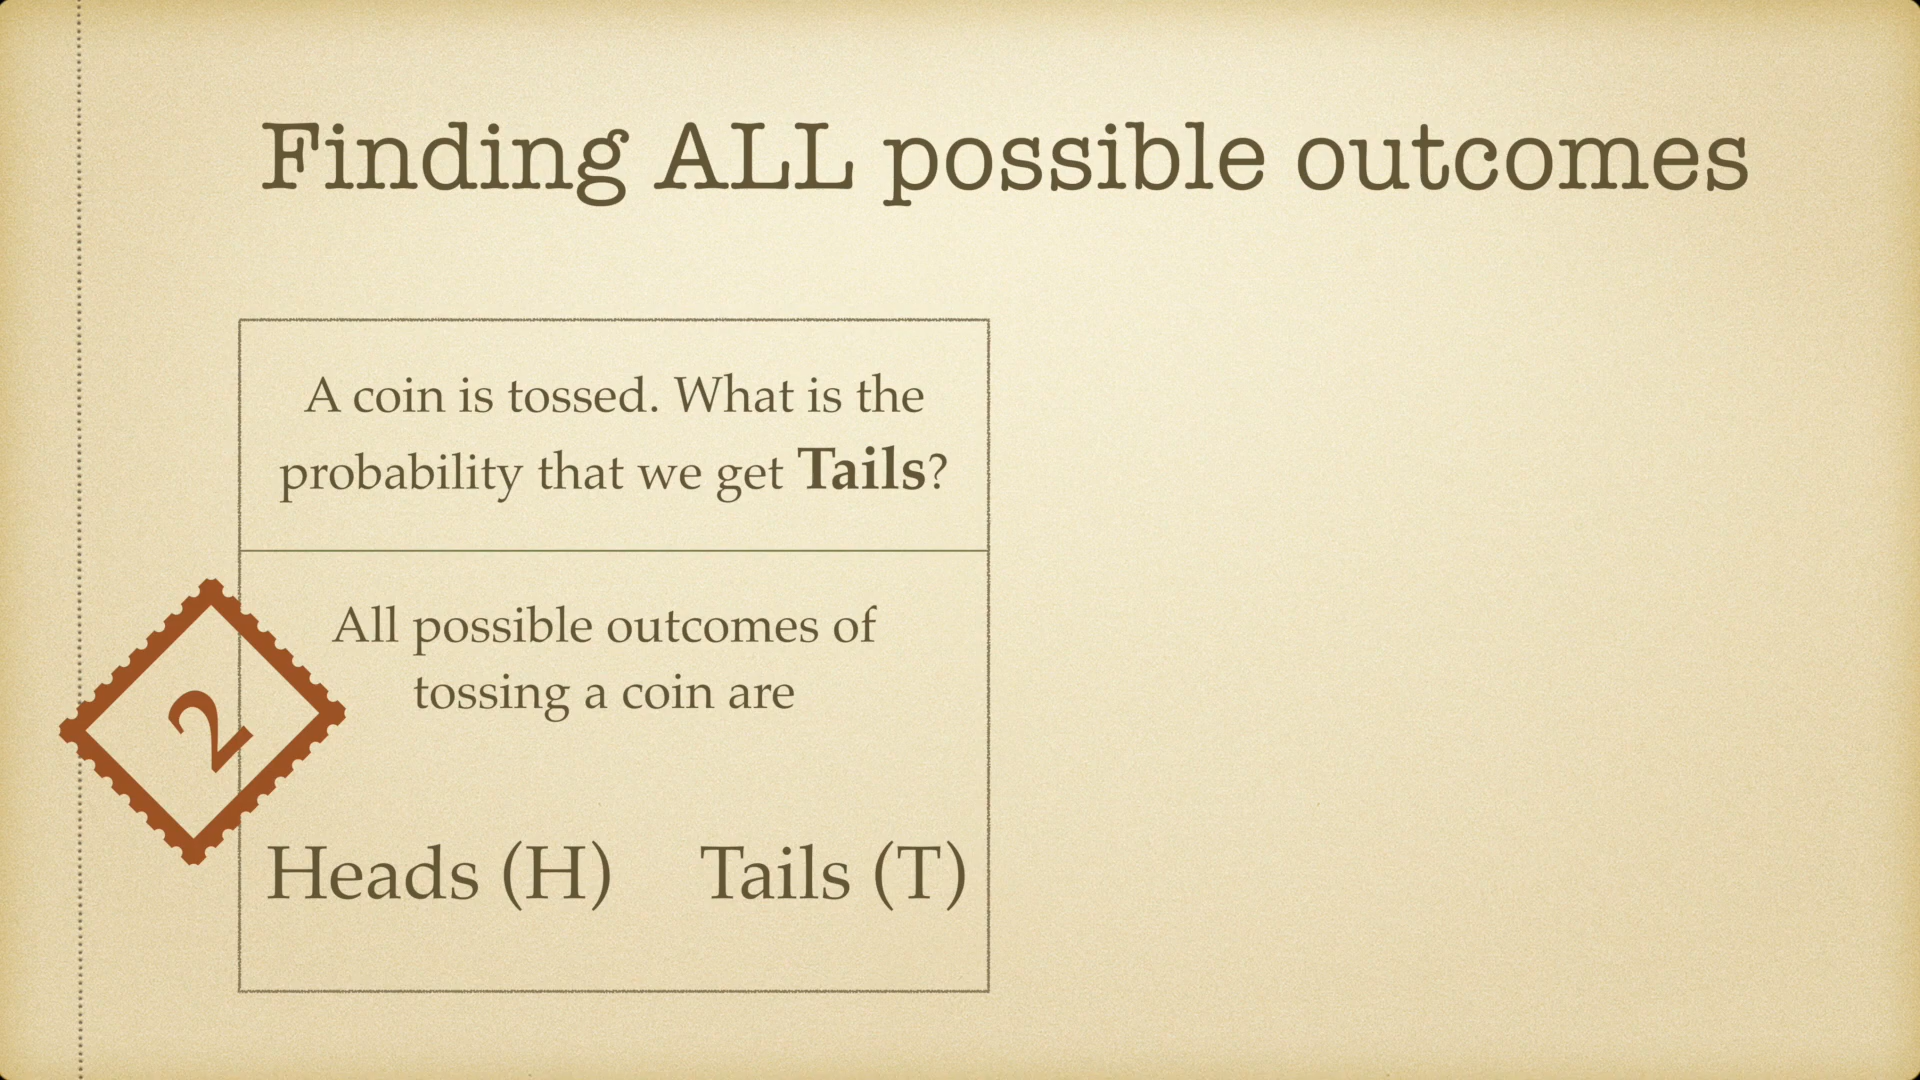 Finding ALL possible outcomes
A coin is tossed. What is the
probability that we get Tails?
All possible outcomes of
tossing a coin are
2
Heads (H) Tails (T)